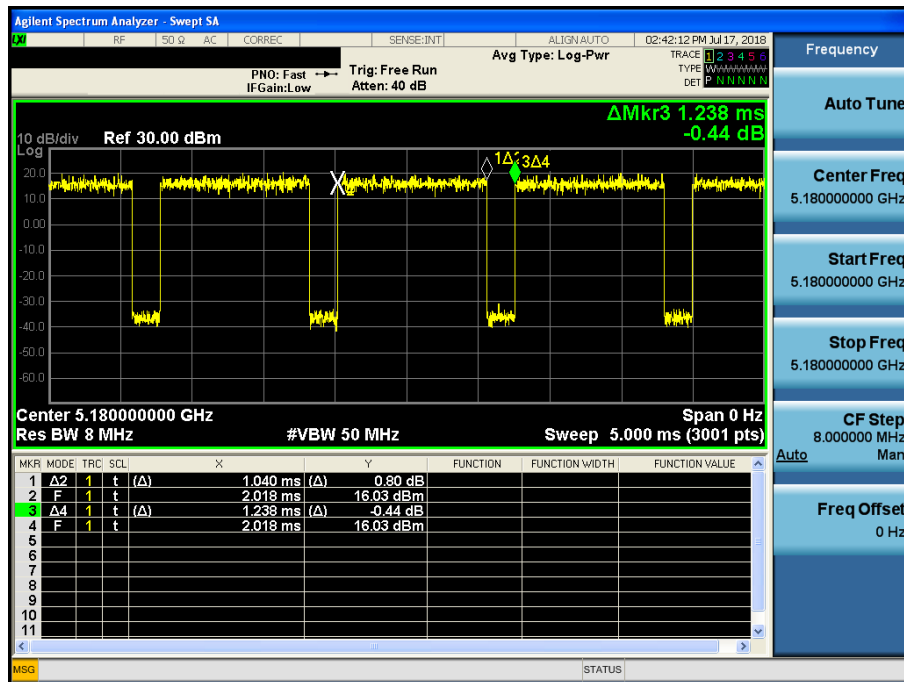 Agilent Spectrum Analyzer - Swept SA
LXI RF 50 Ω AC CORREC SENSE:INT ALIGN AUTO 02:42:12 PM Jul 17, 2018
Avg Type: Log-Pwr
TRACE 1 2 3 4 5 6
TYPE WWWWWWW
DET P N N N N N
PNO: Fast
IFGain:Low
Trig: Free Run
Atten: 40 dB
ΔMkr3 1.238 ms
-0.44 dB
10 dB/div Ref 30.00 dBm
Log
20.0
10.0
0.00
-10.0
-20.0
-30.0
-40.0
-50.0
-60.0
1Δ2
3Δ4
Center 5.180000000 GHz Span 0 Hz
Res BW 8 MHz #VBW 50 MHz Sweep 5.000 ms (3001 pts)
MKR MODE TRC SCL X Y FUNCTION FUNCTION WIDTH FUNCTION VALUE
1 Δ2 1 t (Δ) 1.040 ms (Δ) 0.80 dB
2 F 1 t 2.018 ms 16.03 dBm
3 Δ4 1 t (Δ) 1.238 ms (Δ) -0.44 dB
4 F 1 t 2.018 ms 16.03 dBm
5
6
7
8
9
10
11
MSG STATUS
Frequency
Auto Tune
Center Freq
5.180000000 GHz
Start Freq
5.180000000 GHz
Stop Freq
5.180000000 GHz
CF Step
8.000000 MHz
Auto Man
Freq Offset
0 Hz